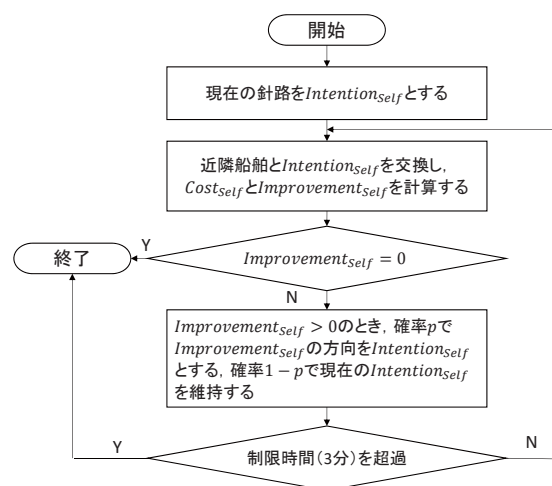 開始
現在の針路をIntention_Selfとする
近隣船舶とIntention_Selfを交換し,
Cost_SelfとImprovement_Selfを計算する
Y
終了
Improvement_Self = 0
N
Improvement_Self > 0のとき, 確率pで
Improvement_Selfの方向をIntention_Self
とする, 確率1 − pで現在のIntention_Self
を維持する
Y
制限時間(3分)を超過
N